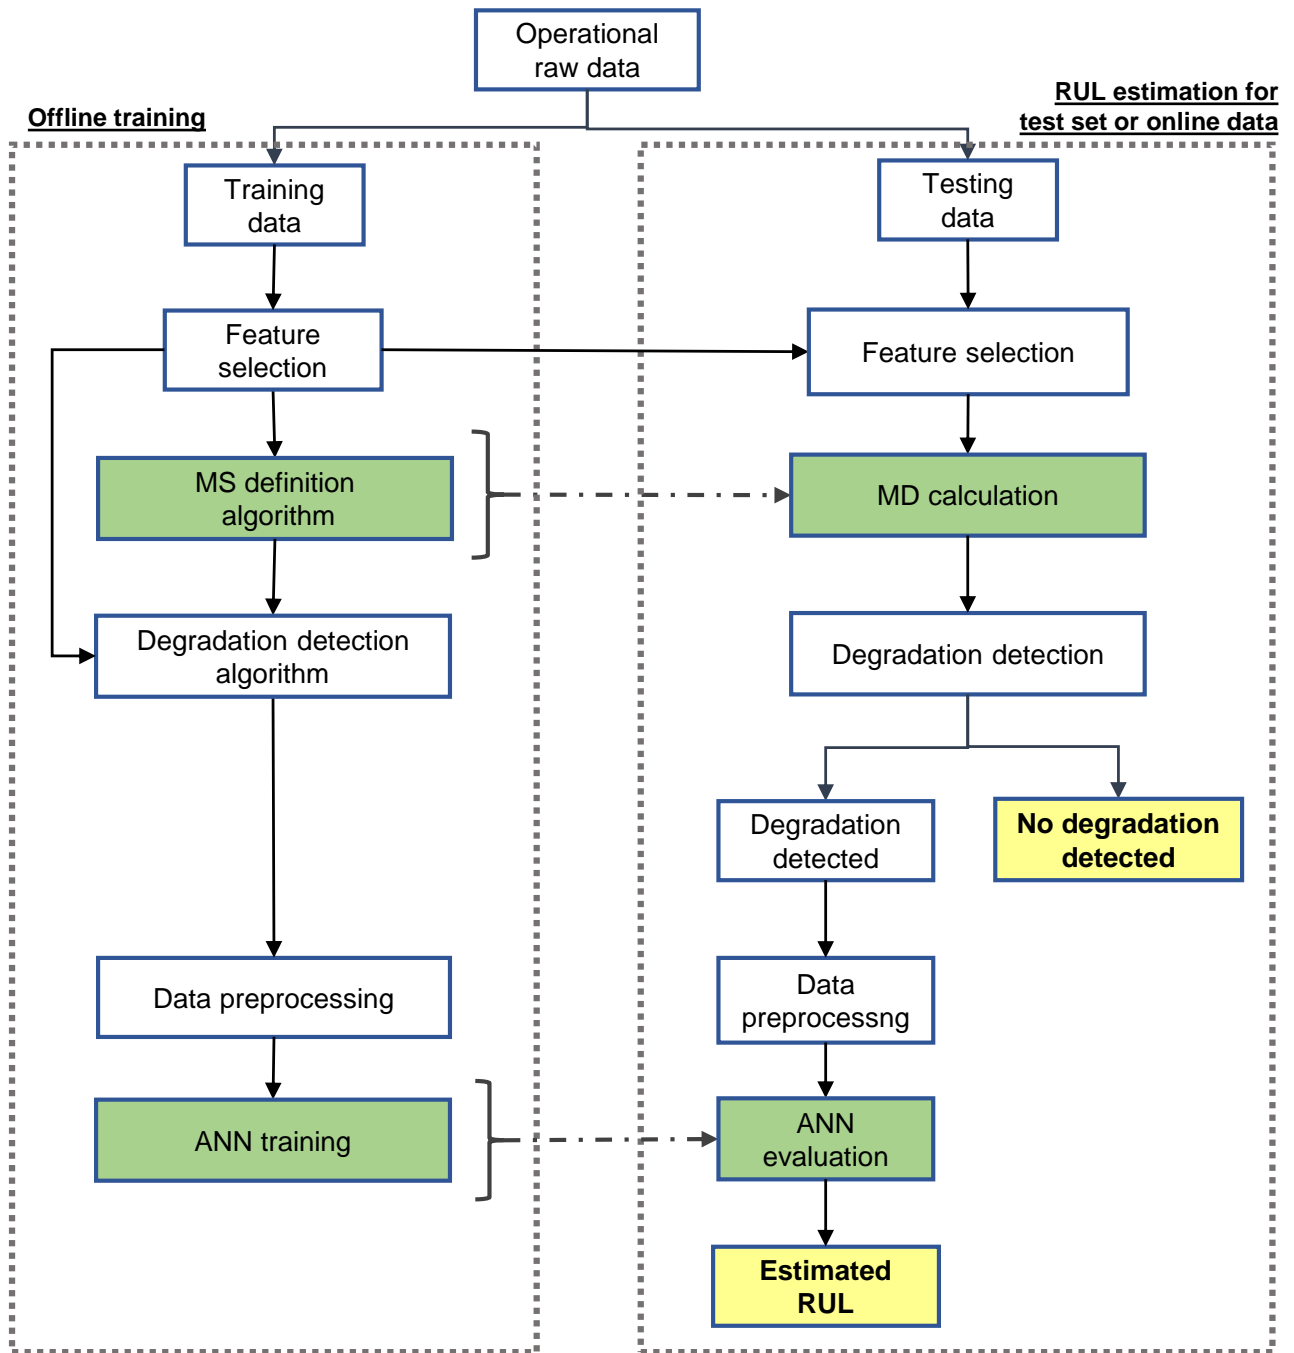 Operational
raw data
Offline training
RUL estimation for
test set or online data
Training
data
Testing
data
Feature
selection
Feature selection
MS definition
algorithm
MD calculation
Degradation detection
algorithm
Degradation detection
Degradation
detected
No degradation
detected
Data preprocessing
Data
preprocessng
ANN training
ANN
evaluation
Estimated
RUL